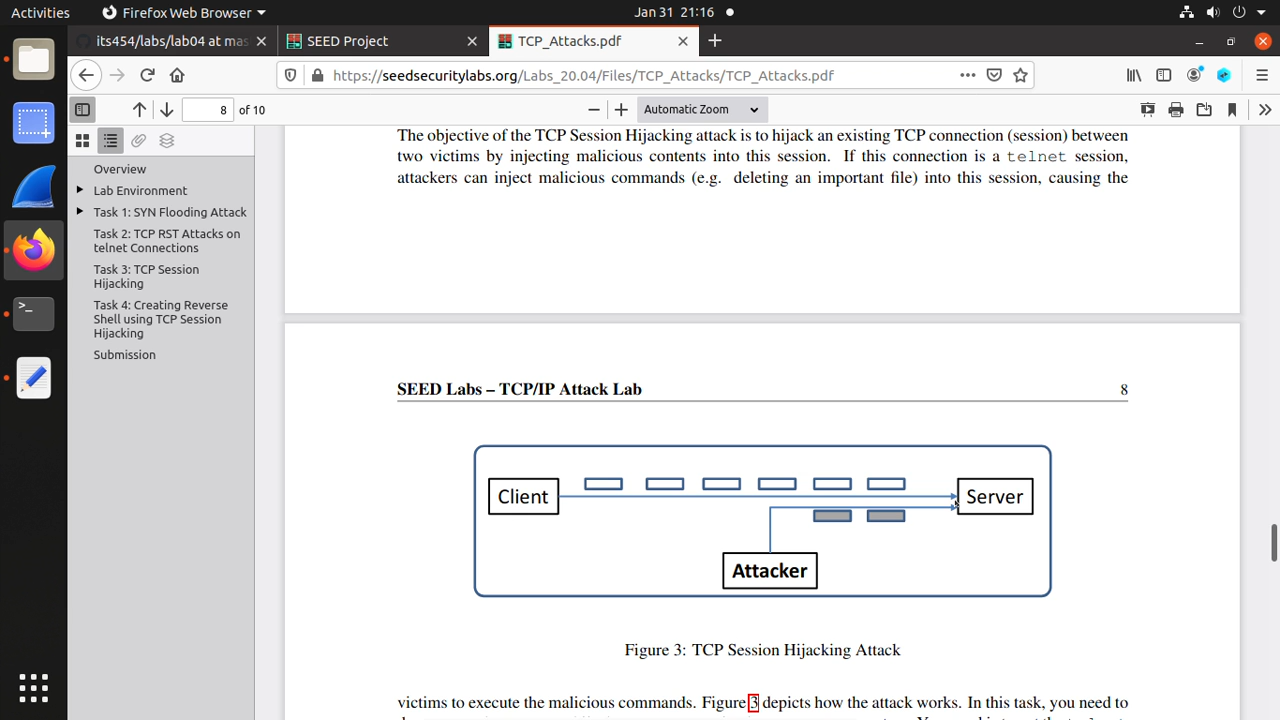 Activities
Firefox Web Browser
Jan 31 21:16
its454/labs/lab04 at mas
SEED Project
TCP_Attacks.pdf
https://seedsecuritylabs.org/Labs_20.04/Files/TCP_Attacks/TCP_Attacks.pdf
8 of 10
Automatic Zoom
Overview
Lab Environment
Task 1: SYN Flooding Attack
Task 2: TCP RST Attacks on
telnet Connections
Task 3: TCP Session
Hijacking
Task 4: Creating Reverse
Shell using TCP Session
Hijacking
Submission
The objective of the TCP Session Hijacking attack is to hijack an existing TCP connection (session) between
two victims by injecting malicious contents into this session. If this connection is a telnet session,
attackers can inject malicious commands (e.g. deleting an important file) into this session, causing the
SEED Labs – TCP/IP Attack Lab
8
Client
Server
Attacker
Figure 3: TCP Session Hijacking Attack
victims to execute the malicious commands. Figure 3 depicts how the attack works. In this task, you need to